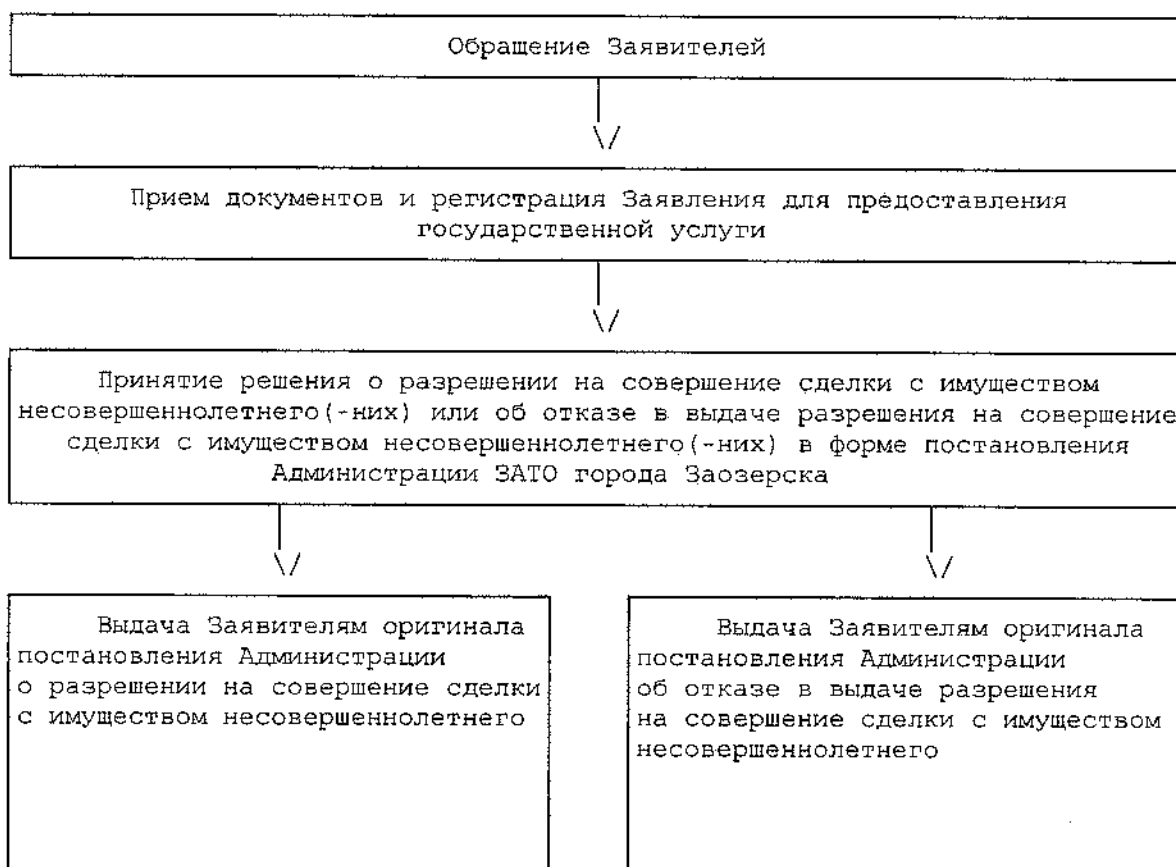 Обращение Заявителей
Прием документов и регистрация Заявления для предоставления
государственной услуги
Принятие решения о разрешении на совершение сделки с имуществом
несовершеннолетнего(-них) или об отказе в выдаче разрешения на совершение
сделки с имуществом несовершеннолетнего(-них) в форме постановления
Администрации ЗАТО города Заозерска
Выдача Заявителям оригинала
постановления Администрации
о разрешении на совершение сделки
с имуществом несовершеннолетнего
Выдача Заявителям оригинала
постановления Администрации
об отказе в выдаче разрешения
на совершение сделки с имуществом
несовершеннолетнего